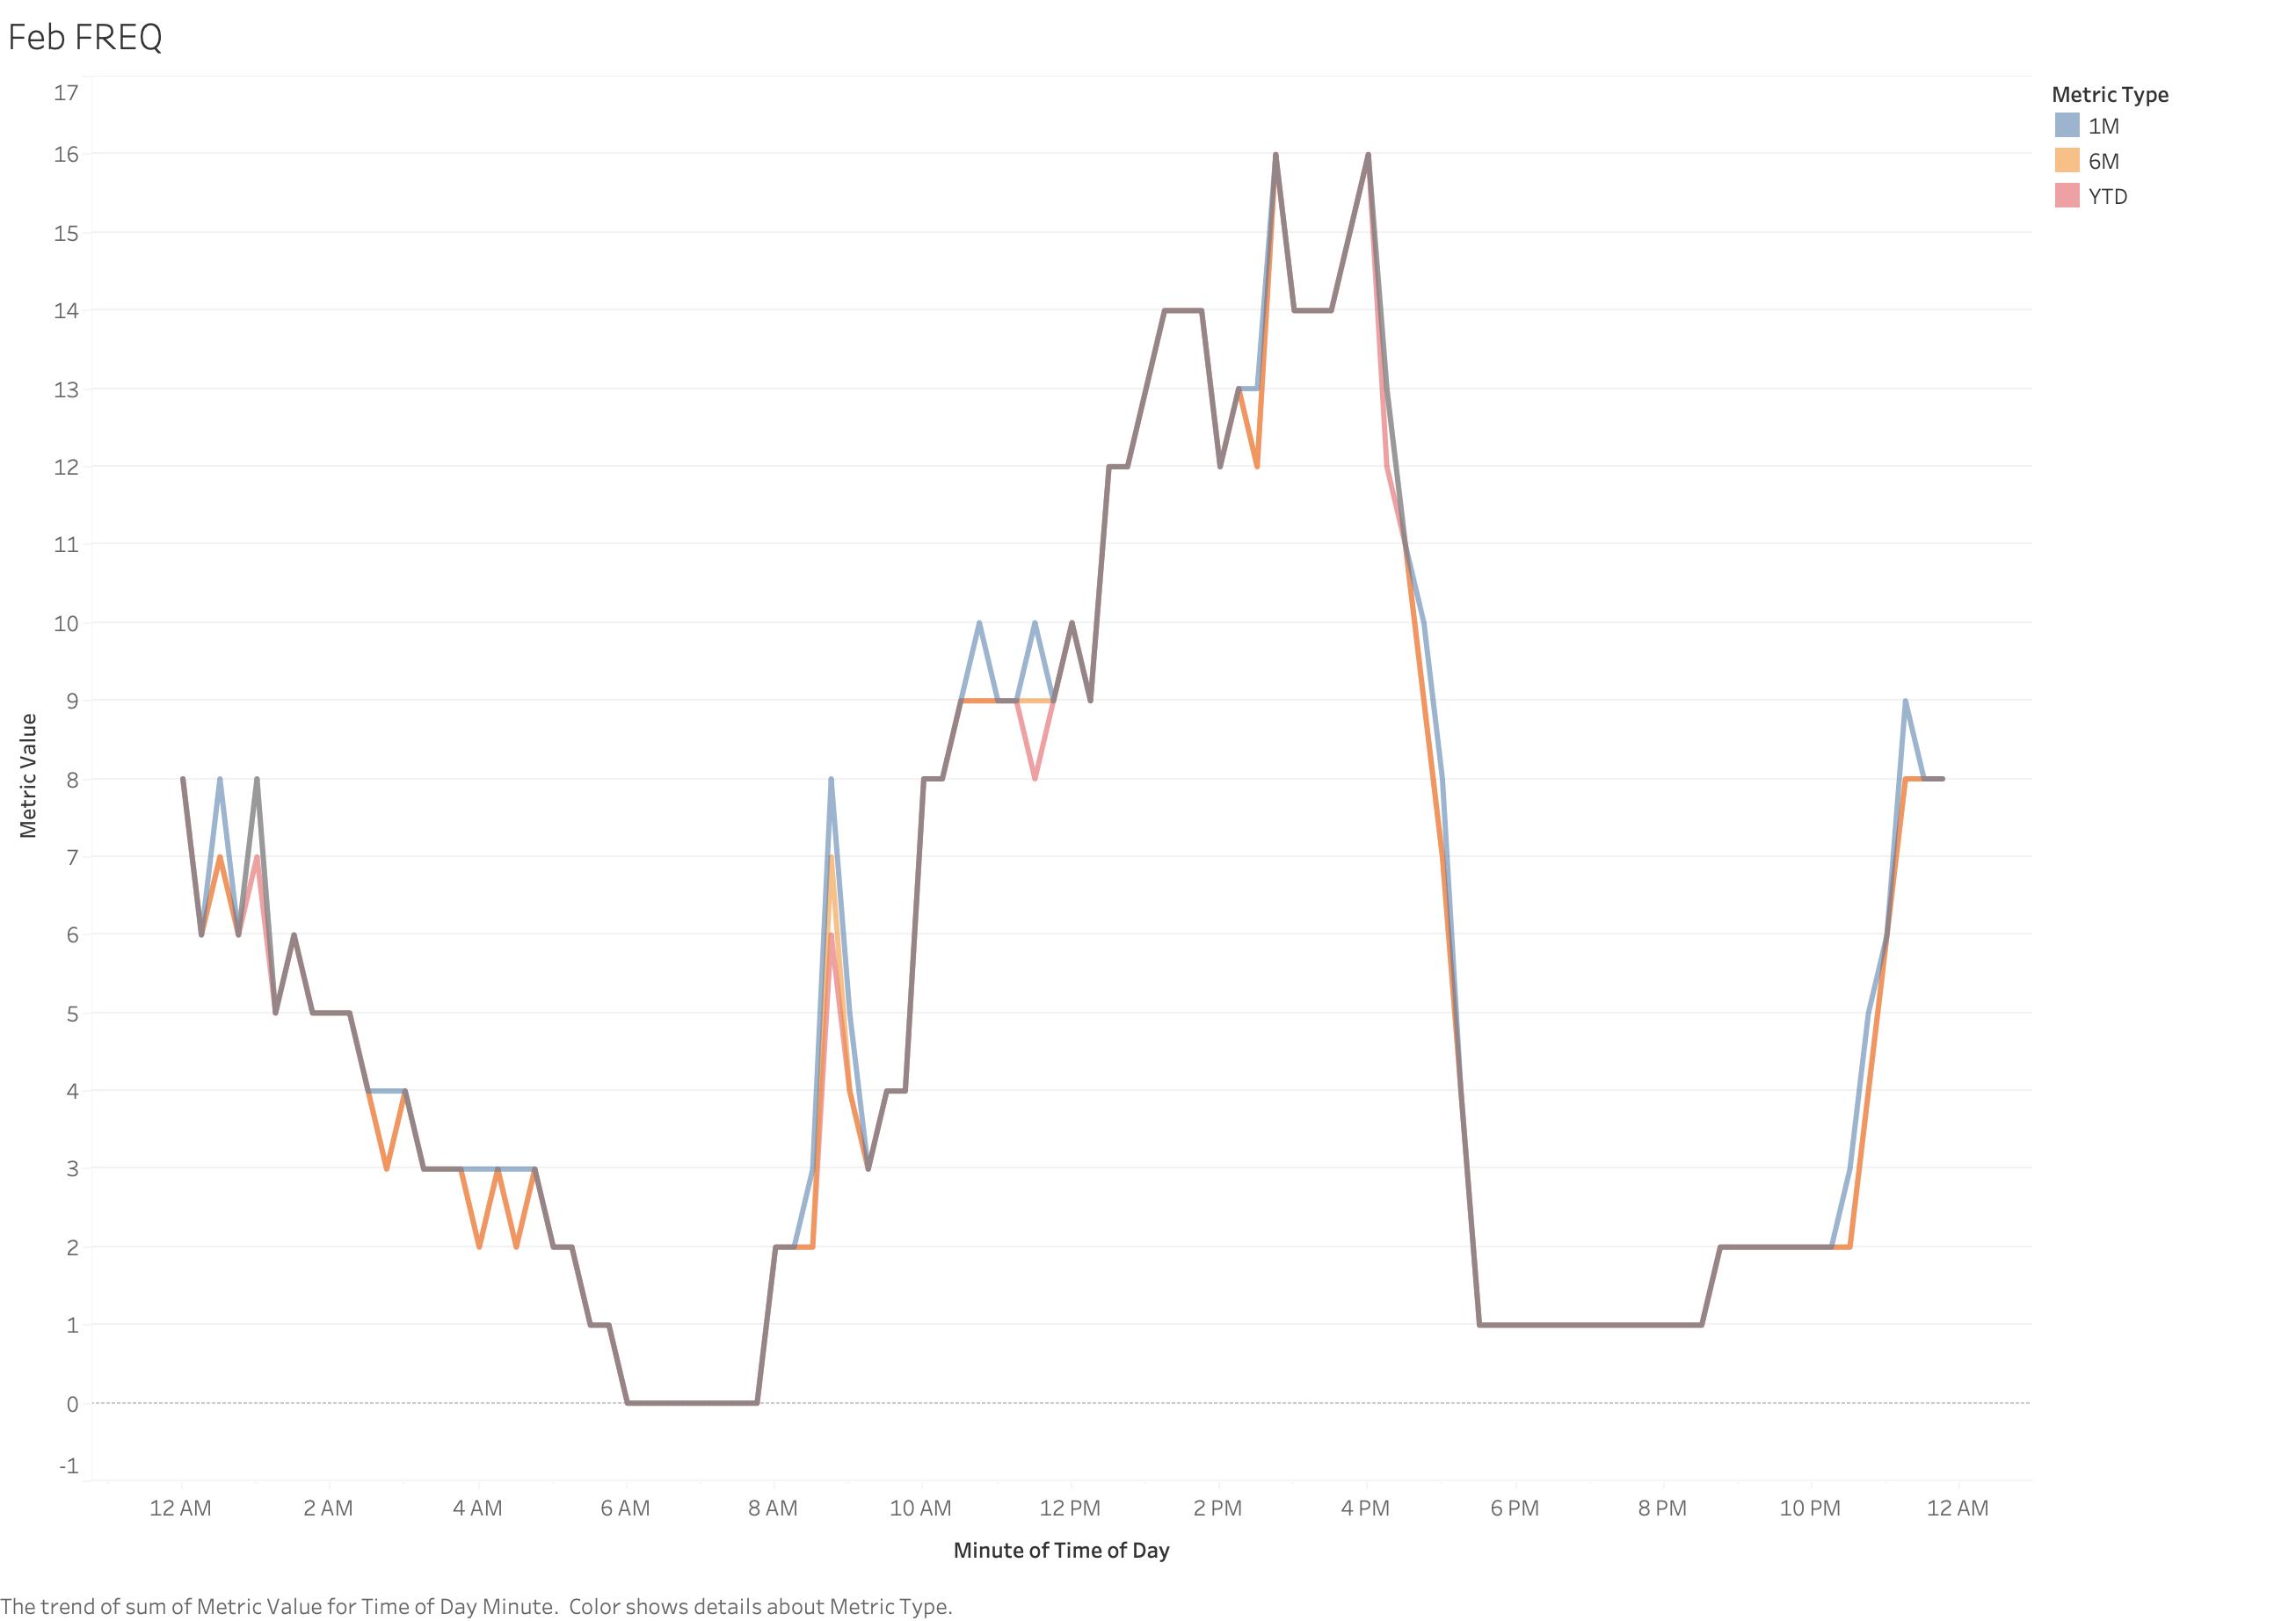 Feb FREQ
Metric Type
1M
6M
YTD
17
16
15
14
13
12
11
10
9
8
7
6
5
4
3
2
1
0
-1
Metric Value
12 AM 2 AM 4 AM 6 AM 8 AM 10 AM 12 PM 2 PM 4 PM 6 PM 8 PM 10 PM 12 AM
Minute of Time of Day
The trend of sum of Metric Value for Time of Day Minute.  Color shows details about Metric Type.